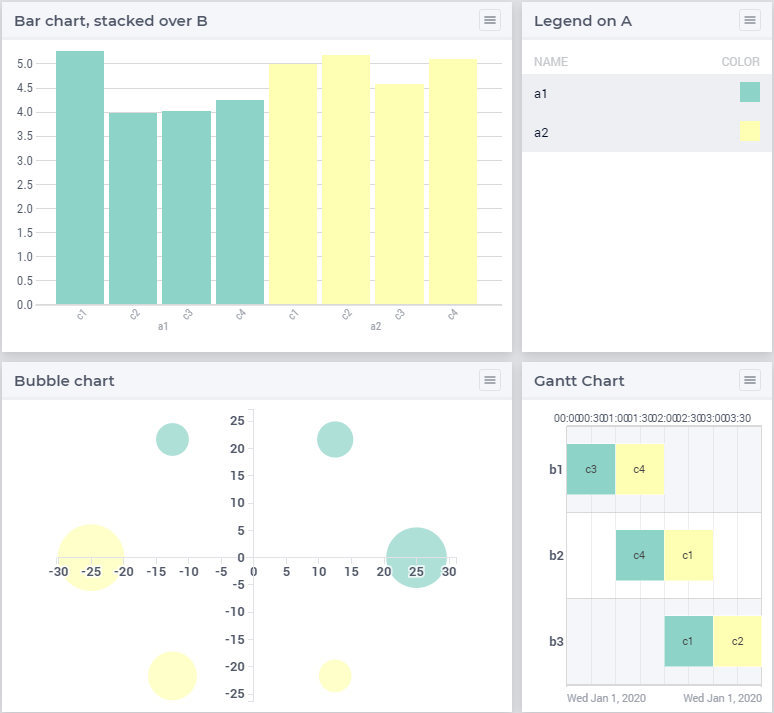 Bar chart, stacked over B
5.0
4.5
4.0
3.5
3.0
2.5
2.0
1.5
1.0
0.5
0.0
c1 c2 c3 c4 c1 c2 c3 c4
a1 a2
Legend on A
NAME COLOR
a1
a2
Bubble chart
25
20
15
10
5
0
-30 -25 -20 -15 -10 -5 0 5 10 15 20 25 30
-5
-10
-15
-20
-25
Gantt Chart
00:00 00:30 01:00 01:30 02:00 02:30 03:00 03:30
b1 c3 c4
b2 c4 c1
b3 c1 c2
Wed Jan 1, 2020 Wed Jan 1, 2020